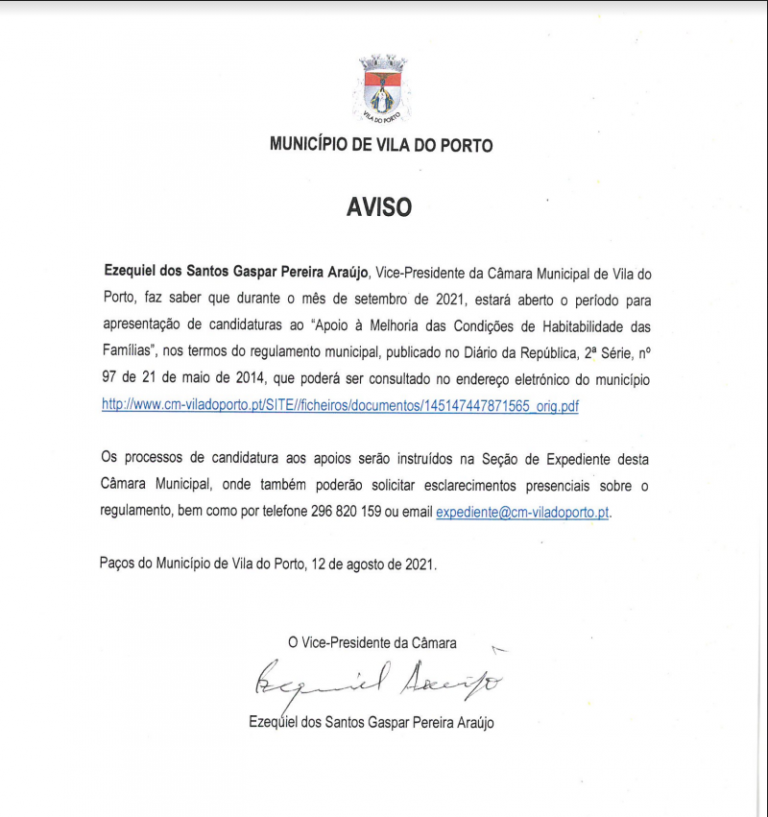 VILA DO PORTO
MUNICÍPIO DE VILA DO PORTO
AVISO
Ezequiel dos Santos Gaspar Pereira Araújo, Vice-Presidente da Câmara Municipal de Vila do
Porto, faz saber que durante o mês de setembro de 2021, estará aberto o período para
apresentação de candidaturas ao “Apoio à Melhoria das Condições de Habitabilidade das
Famílias”, nos termos do regulamento municipal, publicado no Diário da República, 2ª Série, nº
97 de 21 de maio de 2014, que poderá ser consultado no endereço eletrónico do município
http://www.cm-viladoporto.pt/SITE//ficheiros/documentos/145147447871565_orig.pdf
Os processos de candidatura aos apoios serão instruídos na Seção de Expediente desta
Câmara Municipal, onde também poderão solicitar esclarecimentos presenciais sobre o
regulamento, bem como por telefone 296 820 159 ou email expediente@cm-viladoporto.pt.
Paços do Município de Vila do Porto, 12 de agosto de 2021.
O Vice-Presidente da Câmara
Ezequiel Araújo
Ezequiel dos Santos Gaspar Pereira Araújo